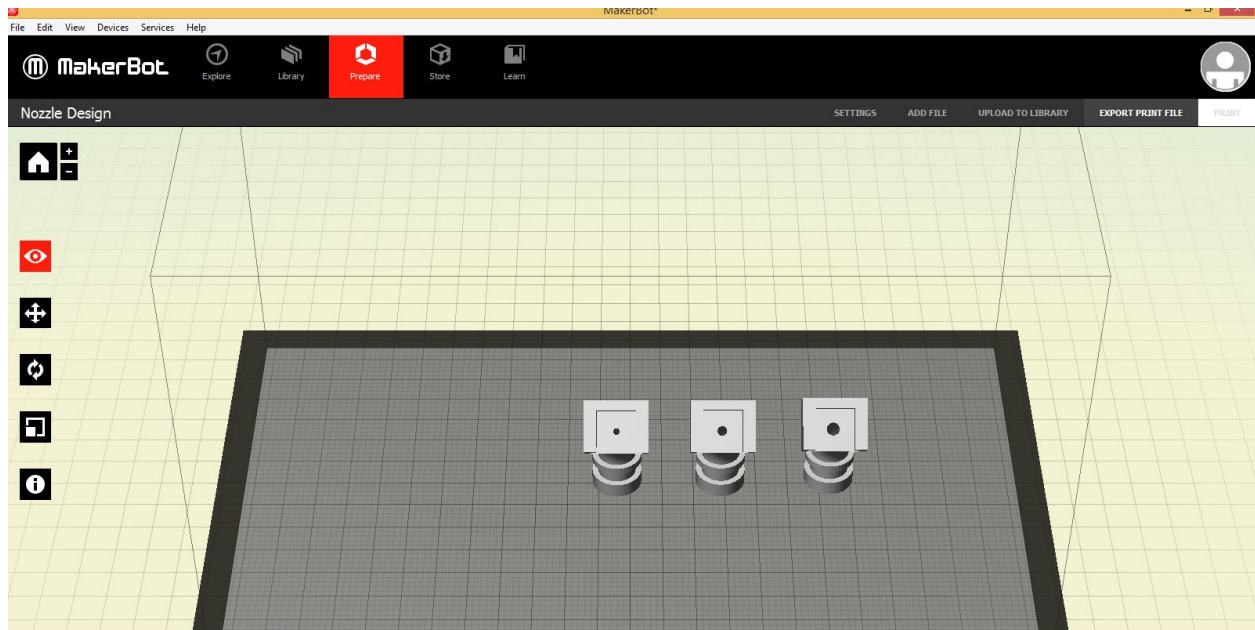 MakerBot*
File Edit View Devices Services Help
MakerBot Explore Library Prepare Store Learn
Nozzle Design SETTINGS ADD FILE UPLOAD TO LIBRARY EXPORT PRINT FILE PRINT